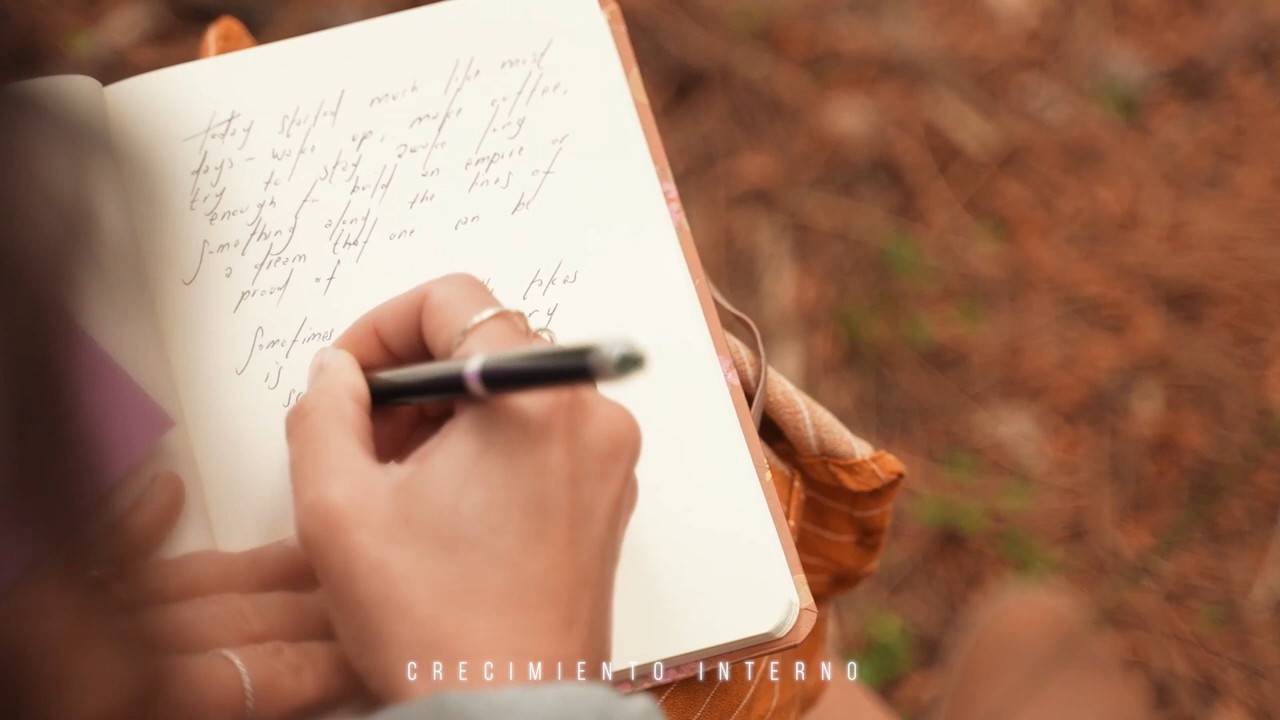 today started much like most
days - wake up, make coffee,
try to stay awake long
enough to build an empire or
something along the lines of
a dream that one can be
proud of
Sometimes takes
is
CRECIMIENTO INTERNO